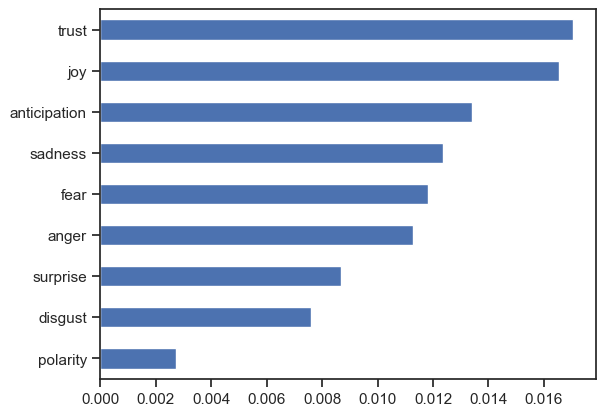 trust
joy
anticipation
sadness
fear
anger
surprise
disgust
polarity
0.000 0.002 0.004 0.006 0.008 0.010 0.012 0.014 0.016